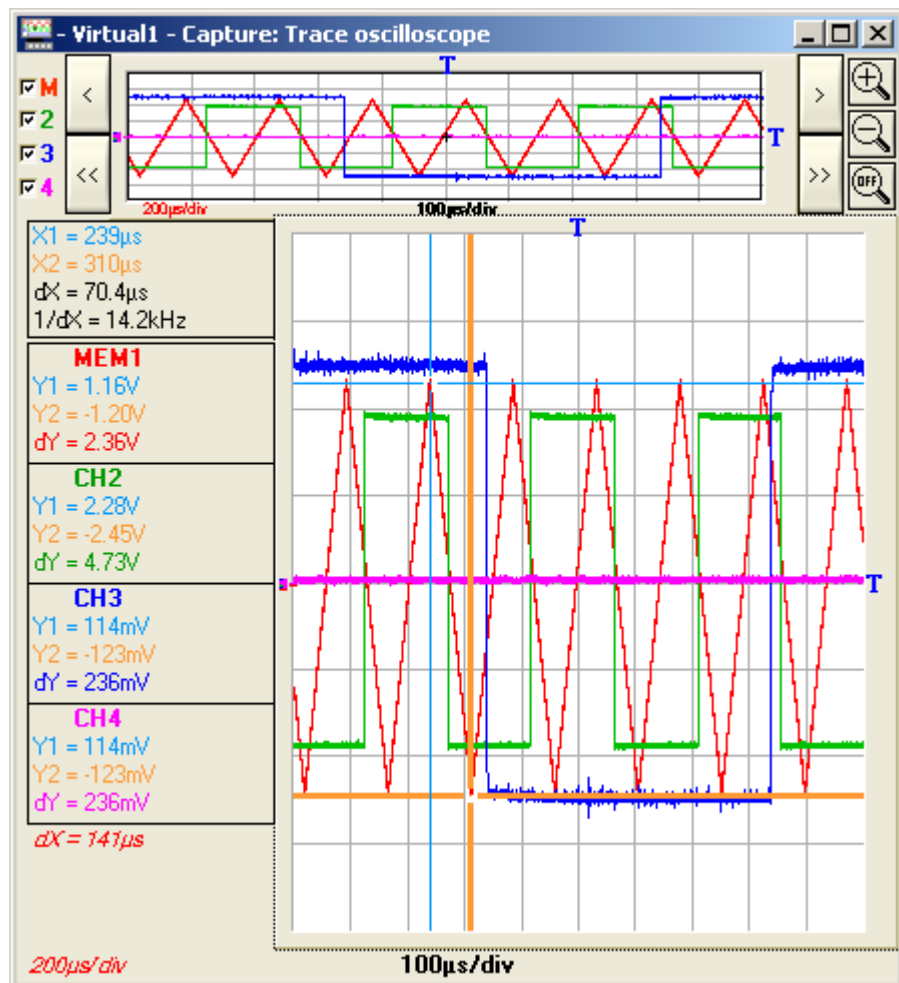 - Virtual1 - Capture: Trace oscilloscope
T
M
<
>
2
3
T
4
<<
>>
OFF
200µs/div
100µs/div
X1 = 239µs
X2 = 310µs
dX = 70.4µs
1/dX = 14.2kHz
T
MEM1
Y1 = 1.16V
Y2 = -1.20V
dY = 2.36V
CH2
Y1 = 2.28V
Y2 = -2.45V
dY = 4.73V
T
CH3
Y1 = 114mV
Y2 = -123mV
dY = 236mV
CH4
Y1 = 114mV
Y2 = -123mV
dY = 236mV
dX = 141µs
200µs/div
100µs/div